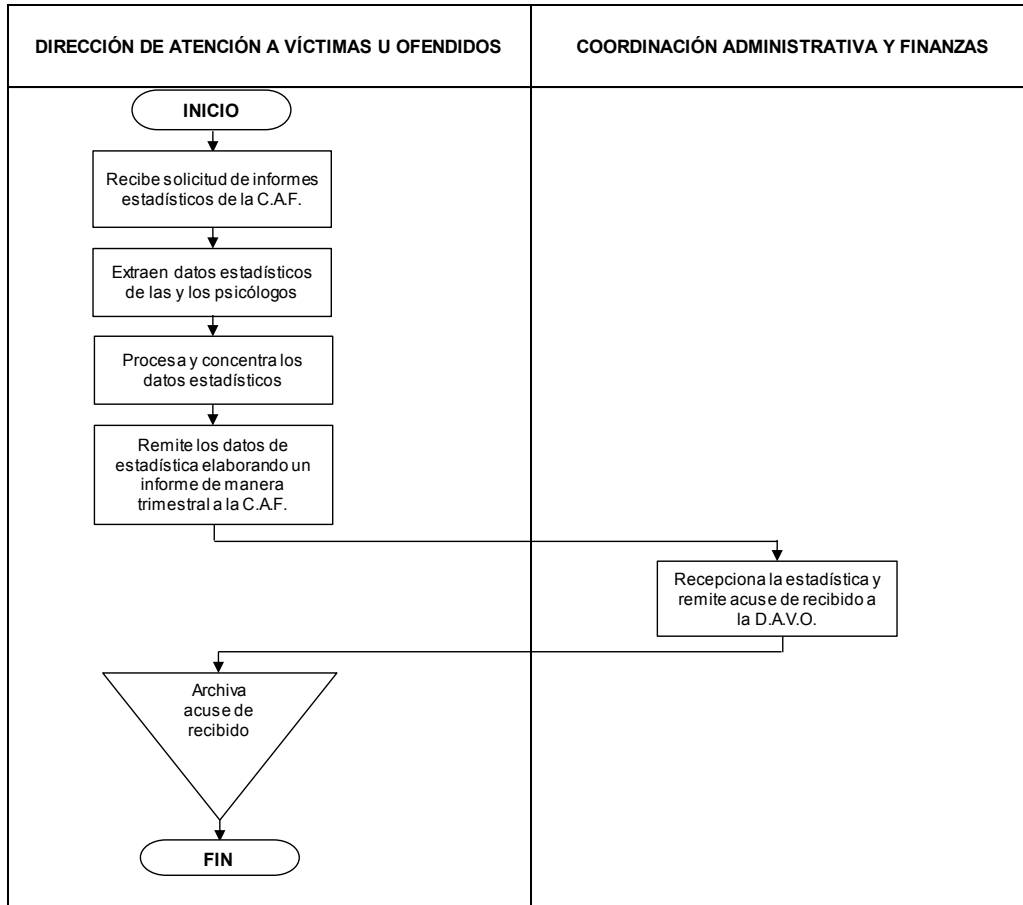 DIRECCIÓN DE ATENCIÓN A VÍCTIMAS U OFENDIDOS
COORDINACIÓN ADMINISTRATIVA Y FINANZAS
INICIO
Recibe solicitud de informes
estadísticos de la C.A.F.
Extraen datos estadísticos
de las y los psicólogos
Procesa y concentra los
datos estadísticos
Remite los datos de
estadística elaborando un
informe de manera
trimestral a la C.A.F.
Recepciona la estadística y
remite acuse de recibido a
la D.A.V.O.
Archiva
acuse de
recibido
FIN